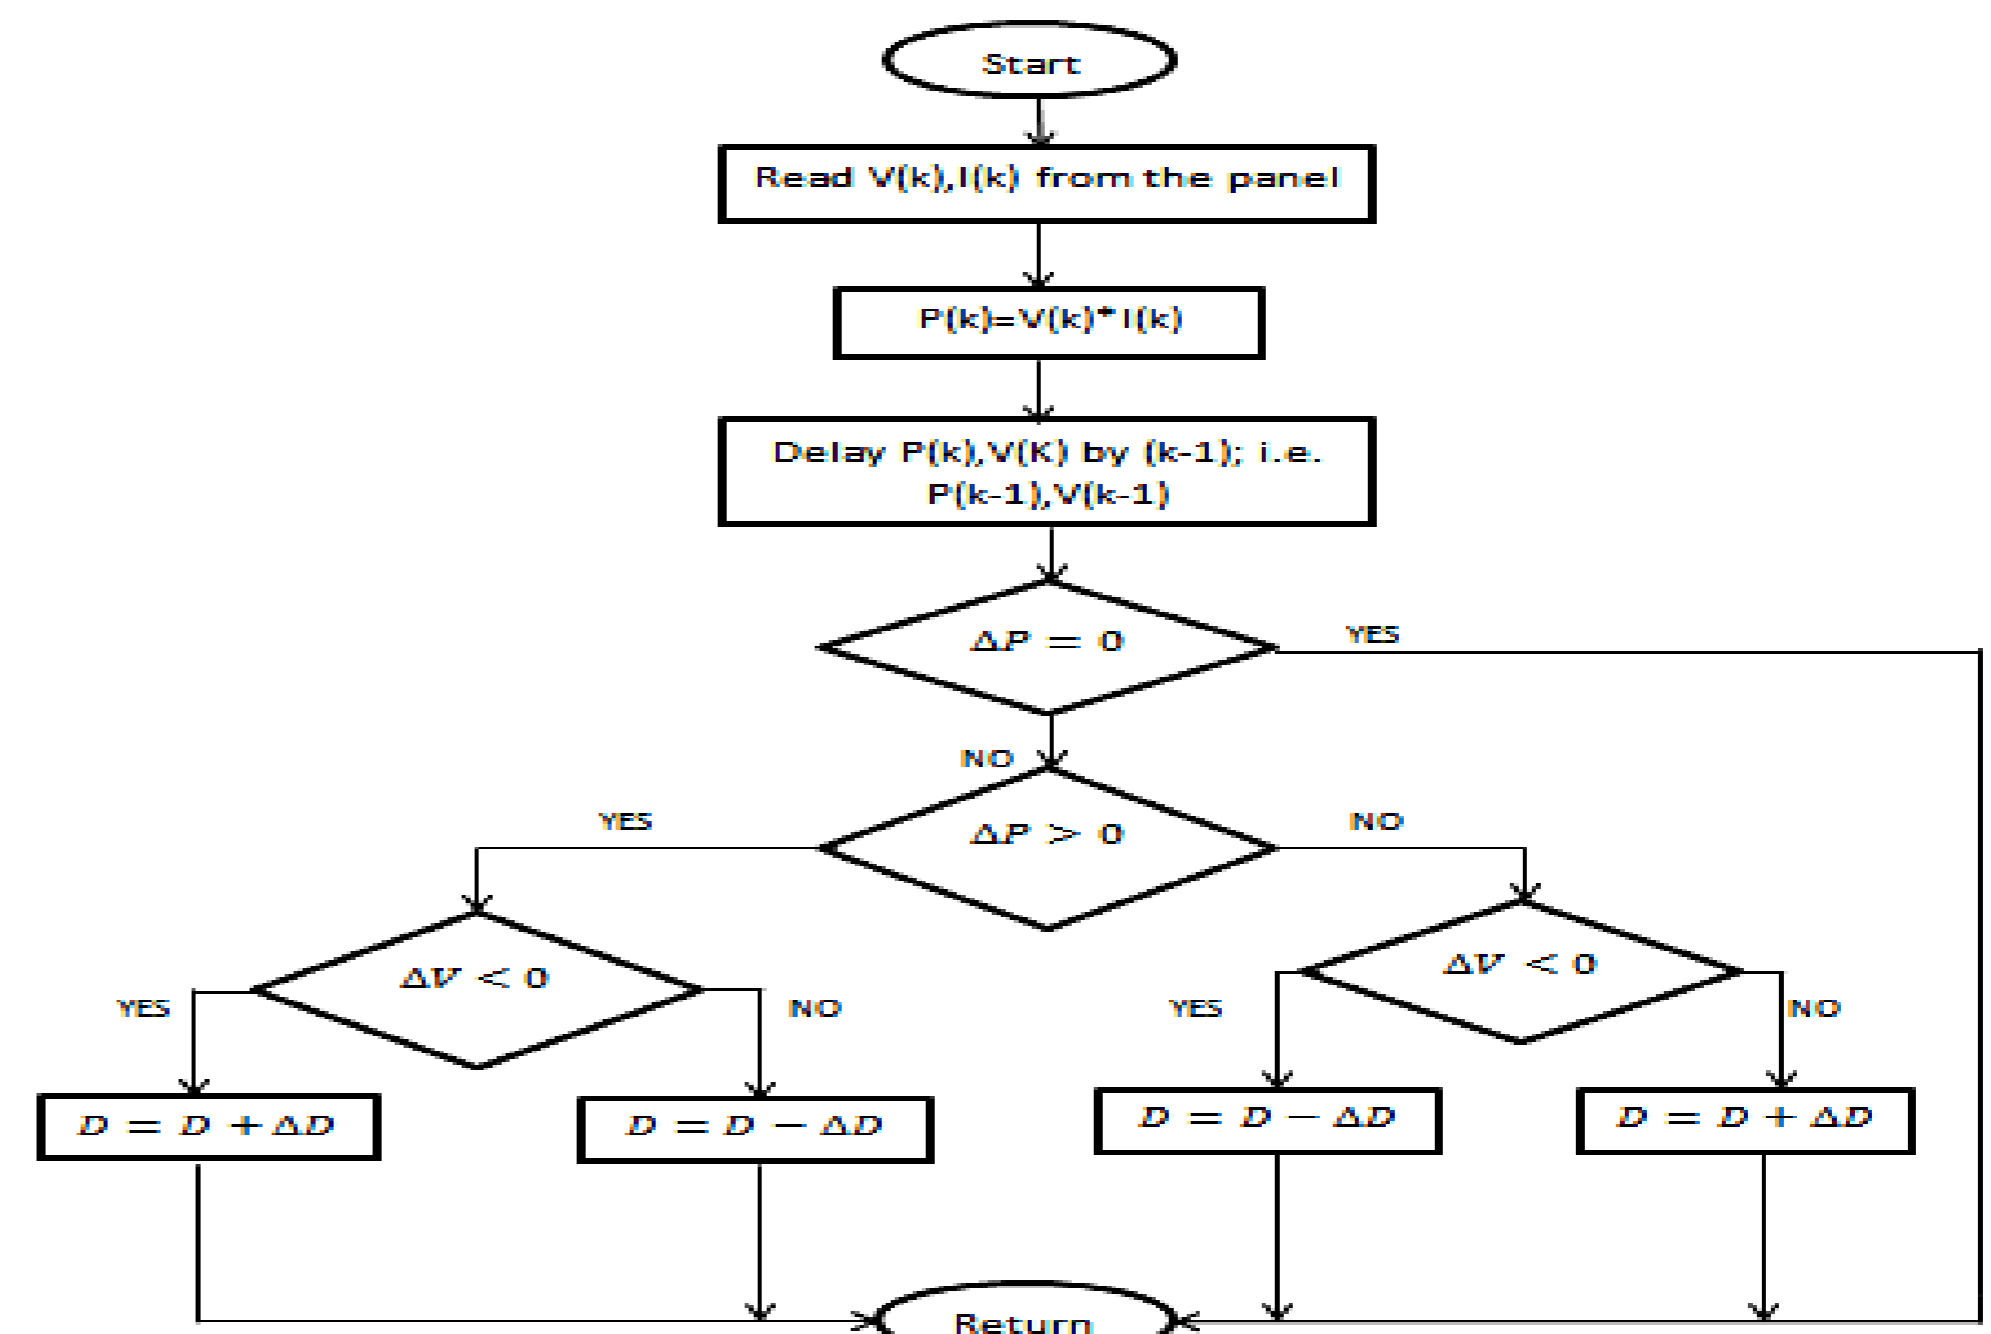 Start
Read V(k),I(k) from the panel
P(k)=V(k)*I(k)
Delay P(k),V(K) by (k-1); i.e.
P(k-1),V(k-1)
ΔP = 0
YES
NO
ΔP > 0
YES
NO
ΔV < 0
YES
NO
ΔV < 0
YES
NO
D = D + ΔD
D = D − ΔD
D = D − ΔD
D = D + ΔD
Return